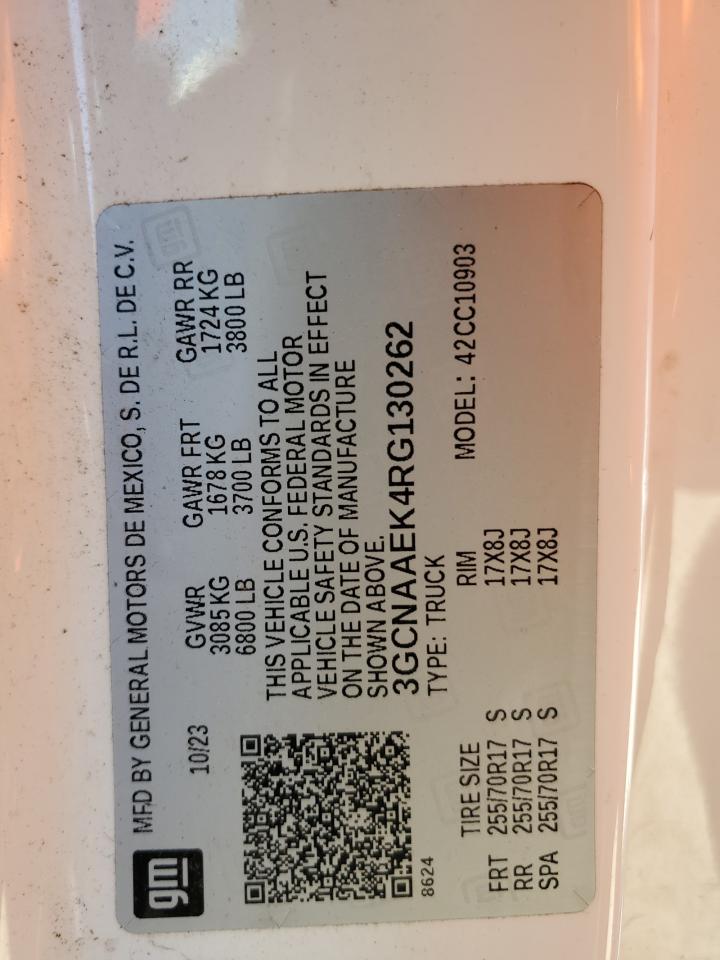 gm
MFD BY GENERAL MOTORS DE MEXICO, S. DE R.L. DE C.V.
10/23
GVWR GAWR FRT GAWR RR
3085 KG 1678 KG 1724 KG
6800 LB 3700 LB 3800 LB
THIS VEHICLE CONFORMS TO ALL
APPLICABLE U.S. FEDERAL MOTOR
VEHICLE SAFETY STANDARDS IN EFFECT
ON THE DATE OF MANUFACTURE
SHOWN ABOVE.
3GCNAAEK4RG130262
8624
TYPE: TRUCK MODEL: 42CC10903
TIRE SIZE RIM
FRT 255/70R17 S 17X8J
RR 255/70R17 S 17X8J
SPA 255/70R17 S 17X8J